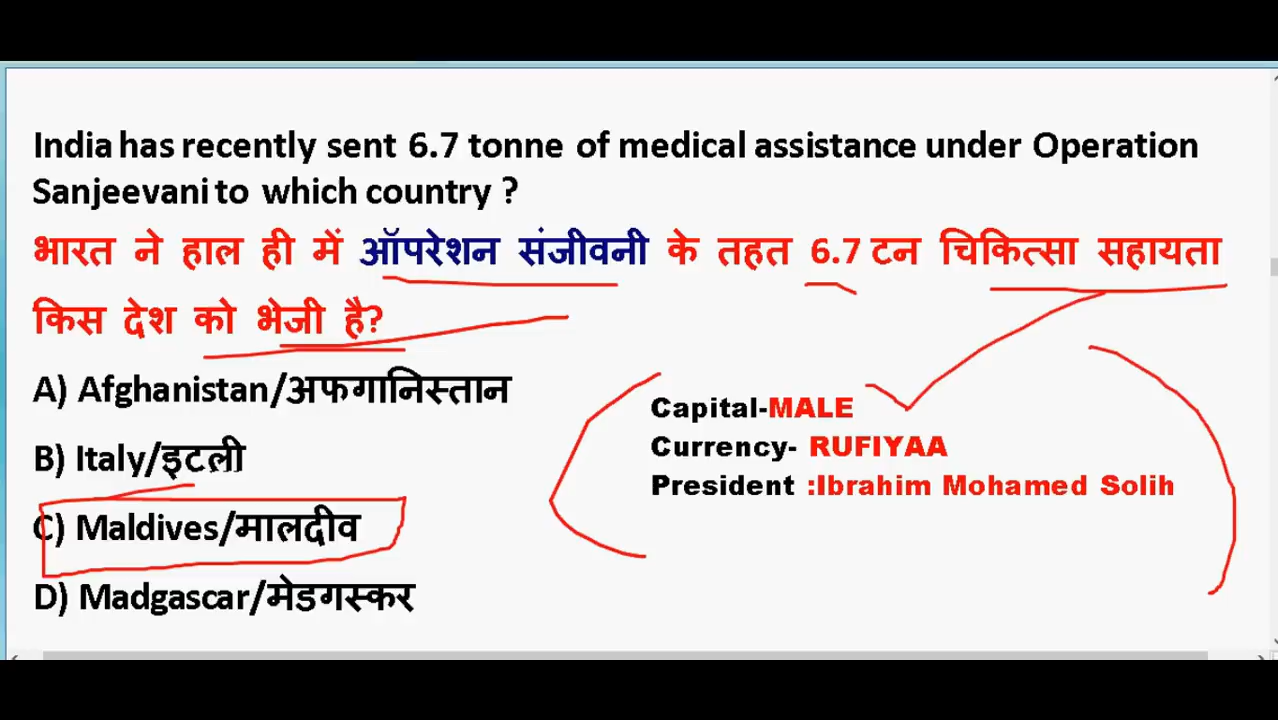 India has recently sent 6.7 tonne of medical assistance under Operation
Sanjeevani to which country ?
भारत ने हाल ही में ऑपरेशन संजीवनी के तहत 6.7 टन चिकित्सा सहायता
किस देश को भेजी है?
A) Afghanistan/अफगानिस्तान
B) Italy/इटली
C) Maldives/मालदीव
D) Madgascar/मेडगस्कर
Capital-MALE
Currency- RUFIYAA
President :Ibrahim Mohamed Solih